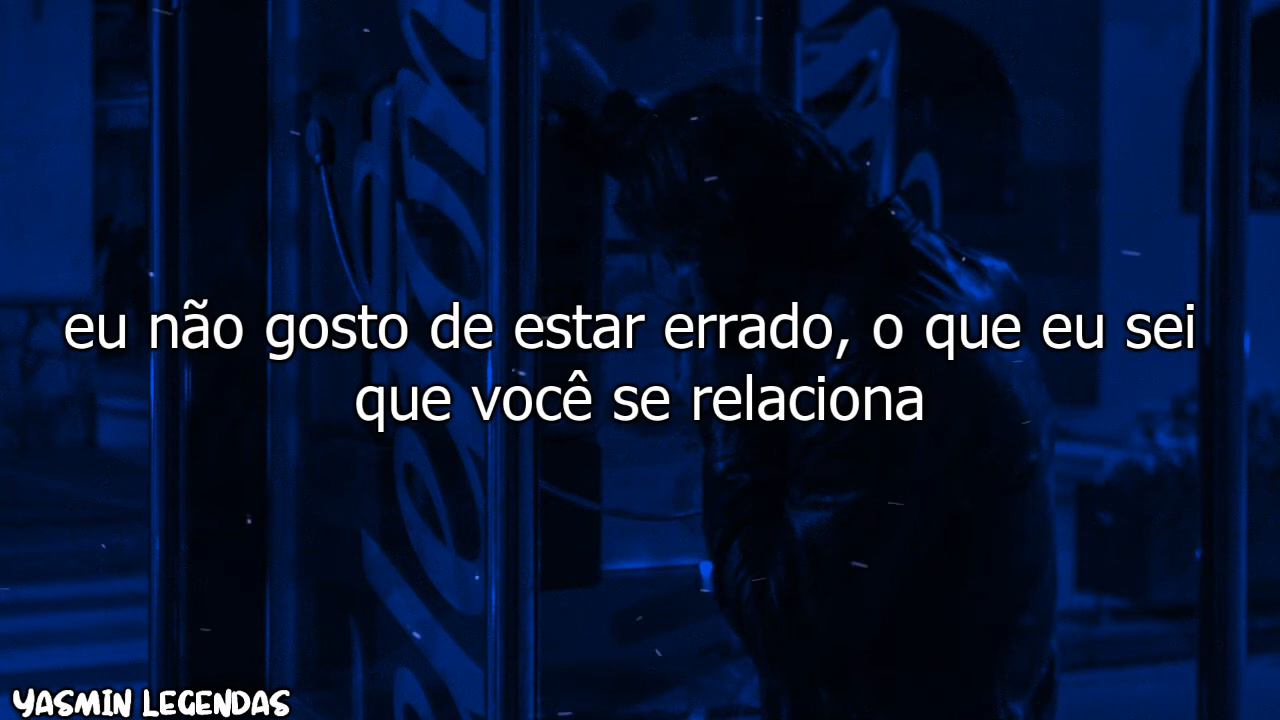 eu não gosto de estar errado, o que eu sei
que você se relaciona
YASMIN LEGENDAS